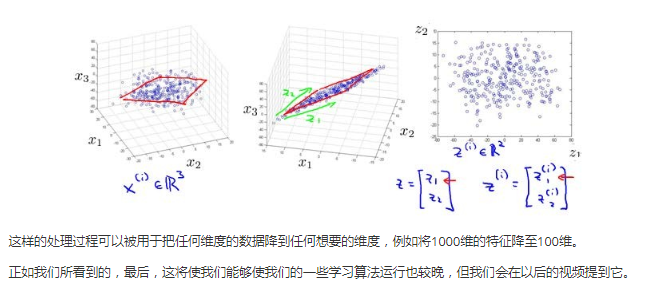 x₃
x₁
x₂
x⁽ⁱ⁾ ∈ ℝ³
x₃
x₁
x₂
z₂
z₁
z₂
z₁
z⁽ⁱ⁾ ∈ ℝ²
z = [z₁ z₂]
z⁽ⁱ⁾ = [z₁⁽ⁱ⁾ z₂⁽ⁱ⁾]
这样的处理过程可以被用于把任何维度的数据降到任何想要的维度，例如将1000维的特征降至100维。
正如我们所看到的，最后，这将使我们能够使我们的一些学习算法运行也较晚，但我们会在以后的视频提到它。